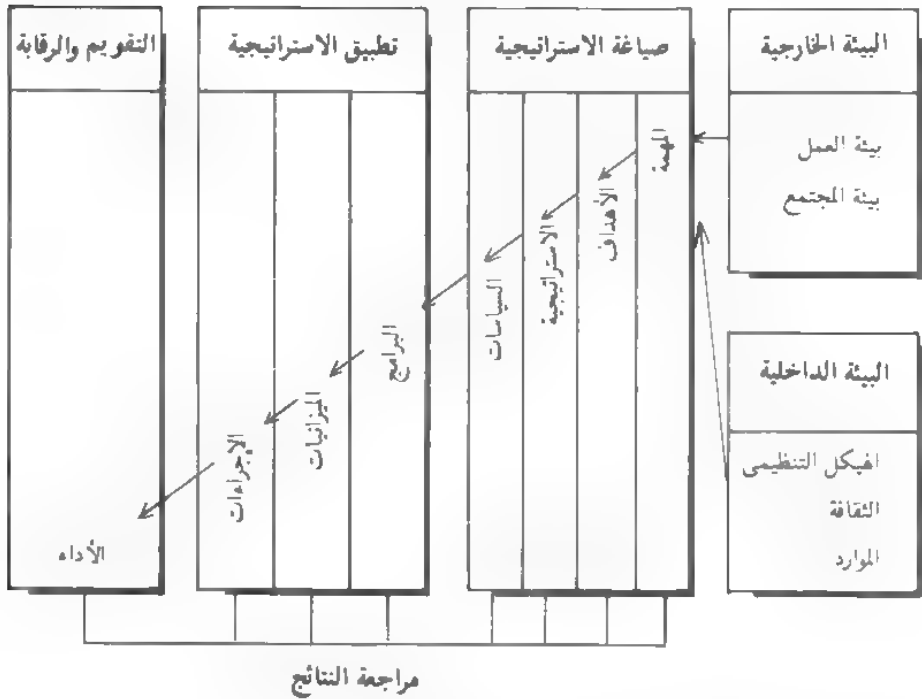 البيئة الخارجية
بيئة العمل
بيئة المجتمع
البيئة الداخلية
الهيكل التنظيمى
الثقافة
الموارد
صياغة الاستراتيجية
المهمة
الأهداف
الاستراتيجية
السياسات
تطبيق الاستراتيجية
البرامج
الميزانيات
الإجراءات
التقويم والرقابة
الأداء
مراجعة النتائج